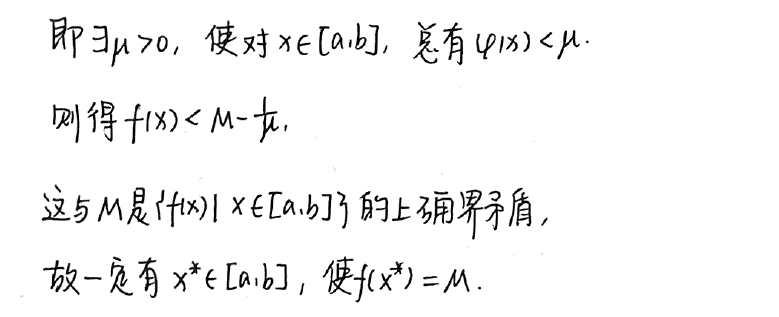 即∃μ>0, 使对x∈[a,b], 总有φ(x)<μ.
则得f(x)<M-1/μ,
这与M是{f(x)| x∈[a,b]}的上确界矛盾,
故一定有x*∈[a,b], 使f(x*)=M.